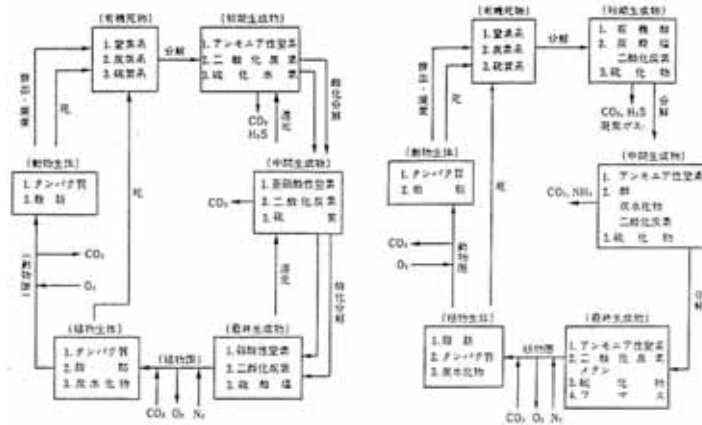 (有機死物)
1.窒素系
2.炭素系
3.硫黄系
分解
(初期生成物)
1.アンモニア性窒素
2.二酸化炭素
3.硫化水素
酸化分解
CO₂
H₂S
還元
死
(動物生体)
1.タンパク質
2.脂肪
死
(中間生成物)
1.亜硝酸性窒素
2.二酸化炭素
3.硫黄
CO₂
CO₂
O₂
還元
酸化分解
(植物生体)
1.タンパク質
2.脂肪
3.炭水化物
(植物圏)
(最終生成物)
1.硝酸性窒素
2.二酸化炭素
3.硫酸塩
CO₂ O₂ N₂
(有機死物)
1.窒素系
2.炭素系
3.硫黄系
分解
(初期生成物)
1.有機酸
2.炭酸塩
二酸化炭素
3.硫化物
CO₂, H₂S
窒素ガス
分解
死
(動物生体)
1.タンパク質
2.脂肪
死
(中間生成物)
1.アンモニア性窒素
2.酸
炭水化物
二酸化炭素
3.硫化物
CO₂, NH₃
CO₂
O₂
動物圏
分解
(植物生体)
1.脂肪
2.タンパク質
3.炭水化物
植物圏
(最終生成物)
1.アンモニア性窒素
2.二酸化炭素
メタン
3.硫化物
4.フマス
CO₂ O₂ N₂